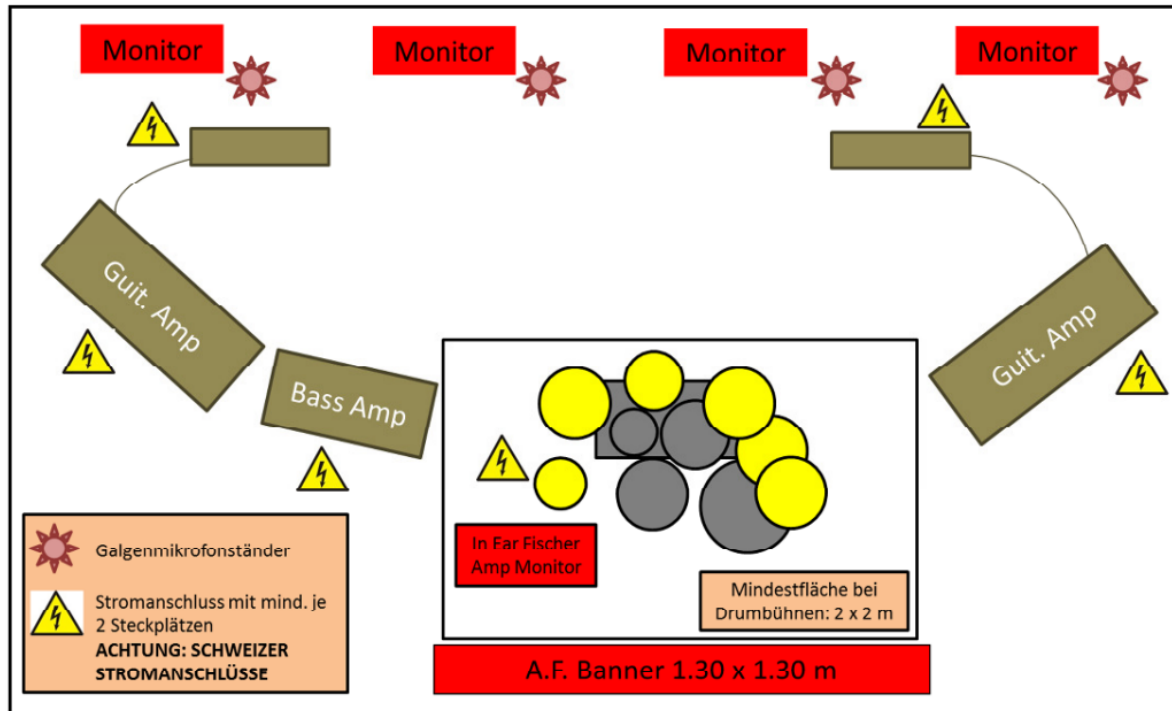 Monitor
Monitor
Monitor
Monitor
Guit. Amp
Bass Amp
Guit. Amp
In Ear Fischer
Amp Monitor
Mindestfläche bei
Drumbühnen: 2 x 2 m
A.F. Banner 1.30 x 1.30 m
Galgenmikrofonständer
Stromanschluss mit mind. je
2 Steckplätzen
ACHTUNG: SCHWEIZER
STROMANSCHLÜSSE